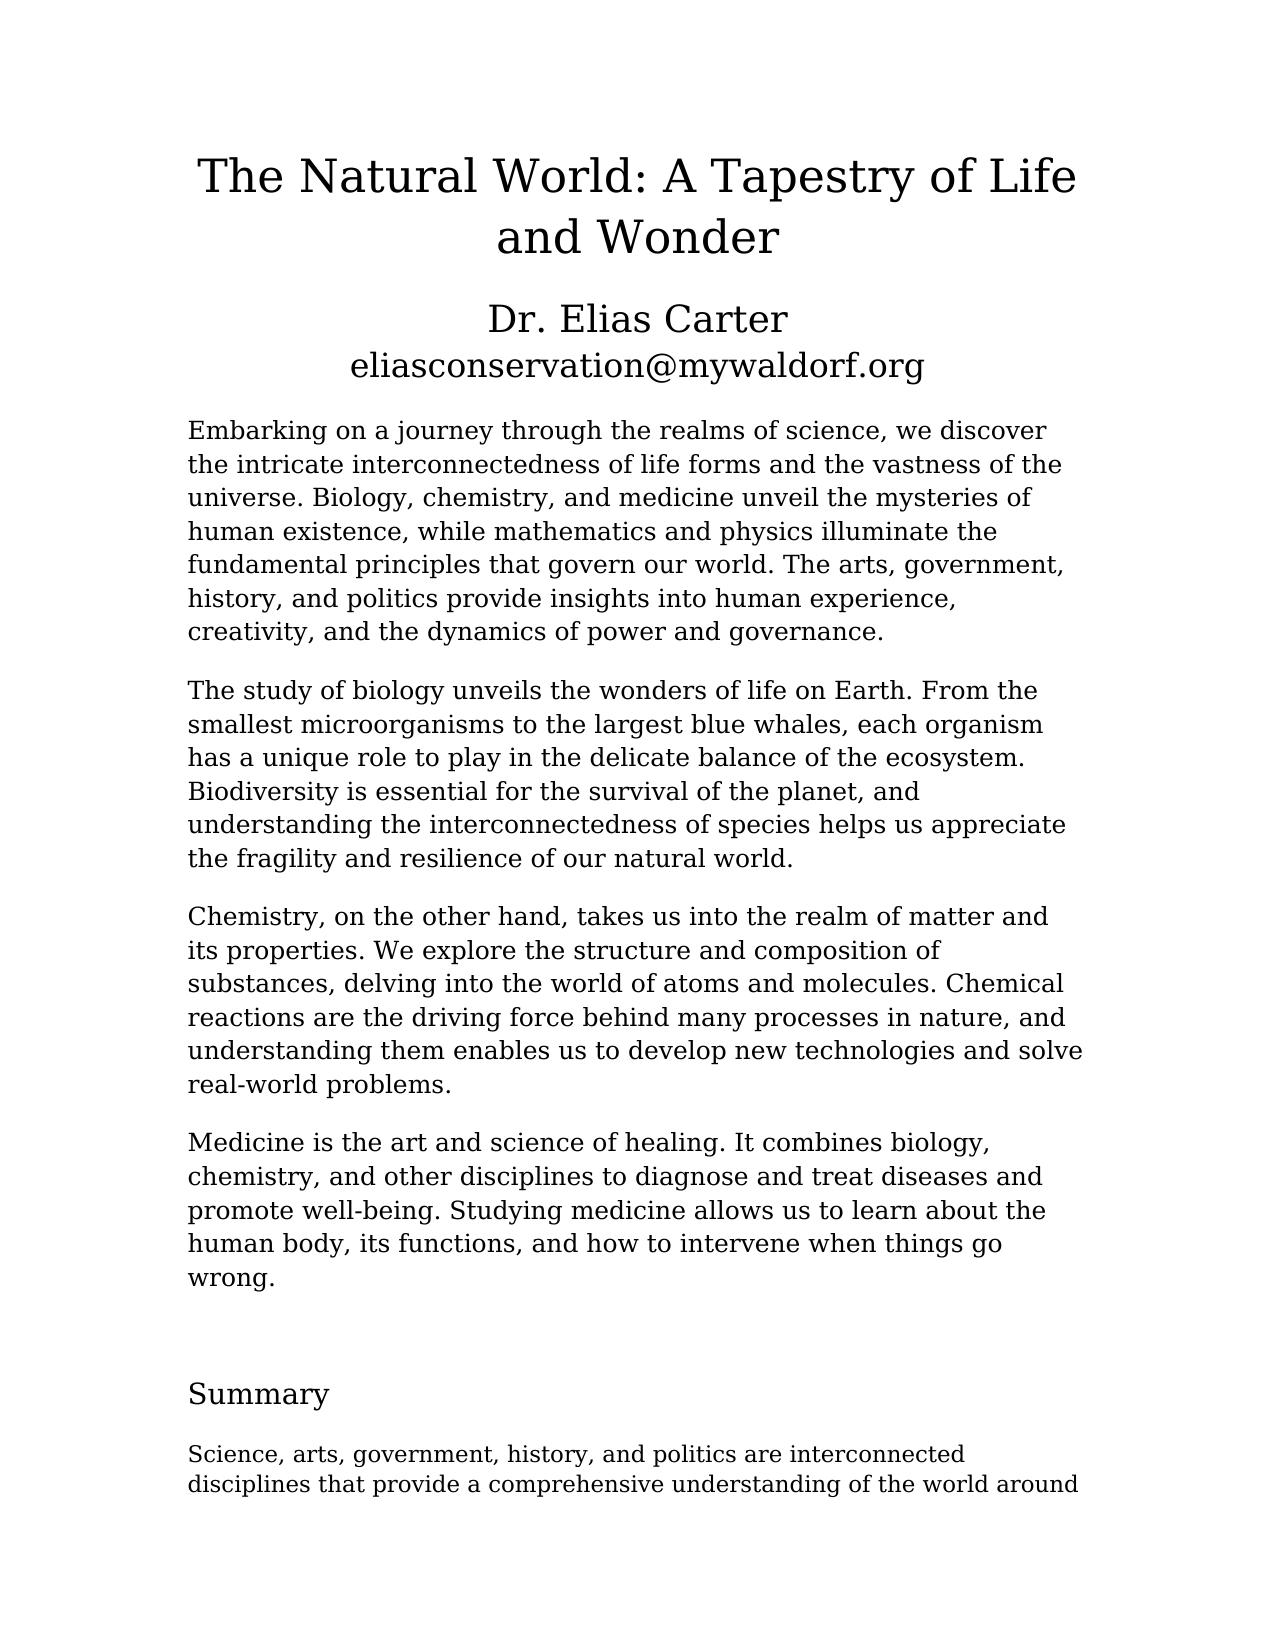 The Natural World: A Tapestry of Life
and Wonder
Dr. Elias Carter
eliasconservation@mywaldorf.org
Embarking on a journey through the realms of science, we discover
the intricate interconnectedness of life forms and the vastness of the
universe. Biology, chemistry, and medicine unveil the mysteries of
human existence, while mathematics and physics illuminate the
fundamental principles that govern our world. The arts, government,
history, and politics provide insights into human experience,
creativity, and the dynamics of power and governance.
The study of biology unveils the wonders of life on Earth. From the
smallest microorganisms to the largest blue whales, each organism
has a unique role to play in the delicate balance of the ecosystem.
Biodiversity is essential for the survival of the planet, and
understanding the interconnectedness of species helps us appreciate
the fragility and resilience of our natural world.
Chemistry, on the other hand, takes us into the realm of matter and
its properties. We explore the structure and composition of
substances, delving into the world of atoms and molecules. Chemical
reactions are the driving force behind many processes in nature, and
understanding them enables us to develop new technologies and solve
real-world problems.
Medicine is the art and science of healing. It combines biology,
chemistry, and other disciplines to diagnose and treat diseases and
promote well-being. Studying medicine allows us to learn about the
human body, its functions, and how to intervene when things go
wrong.
Summary
Science, arts, government, history, and politics are interconnected
disciplines that provide a comprehensive understanding of the world around